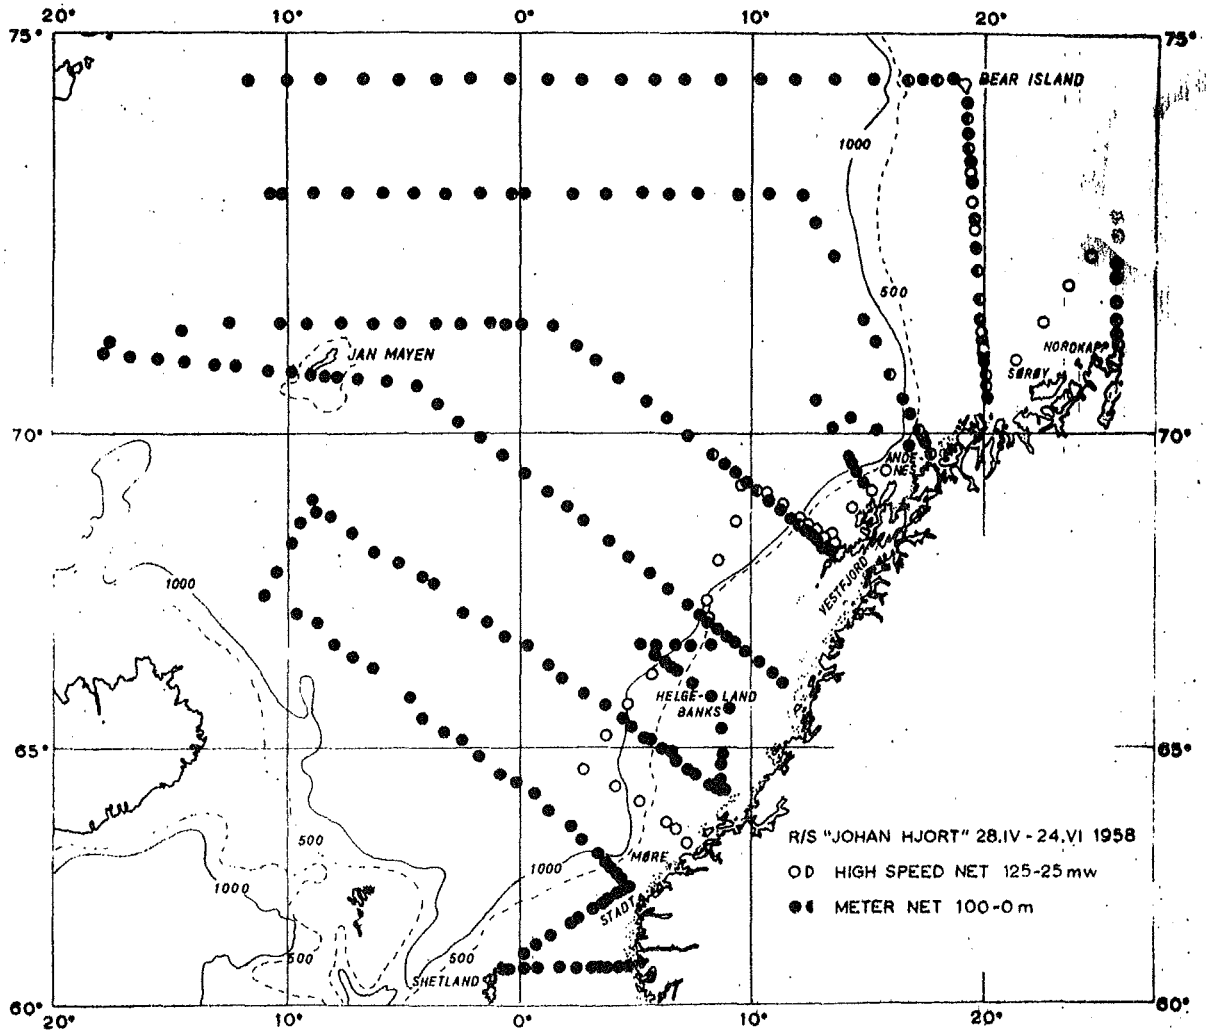 20° 10° 0° 10° 20°
75° 75°
BEAR ISLAND
1000
500
NORDKAPP
JAN MAYEN
SØRØY
70° 70°
ANDE-
NES
1000
VESTFJORD
HELGE- LAND
BANKS
65° 65°
R/S "JOHAN HJORT" 28.IV - 24.VI 1958
500
MØRE
1000
HIGH SPEED NET 125-25 mw
1000
METER NET 100-0 m
STADT
500
500
SHETLAND
60° 60°
20° 10° 0° 10° 20°